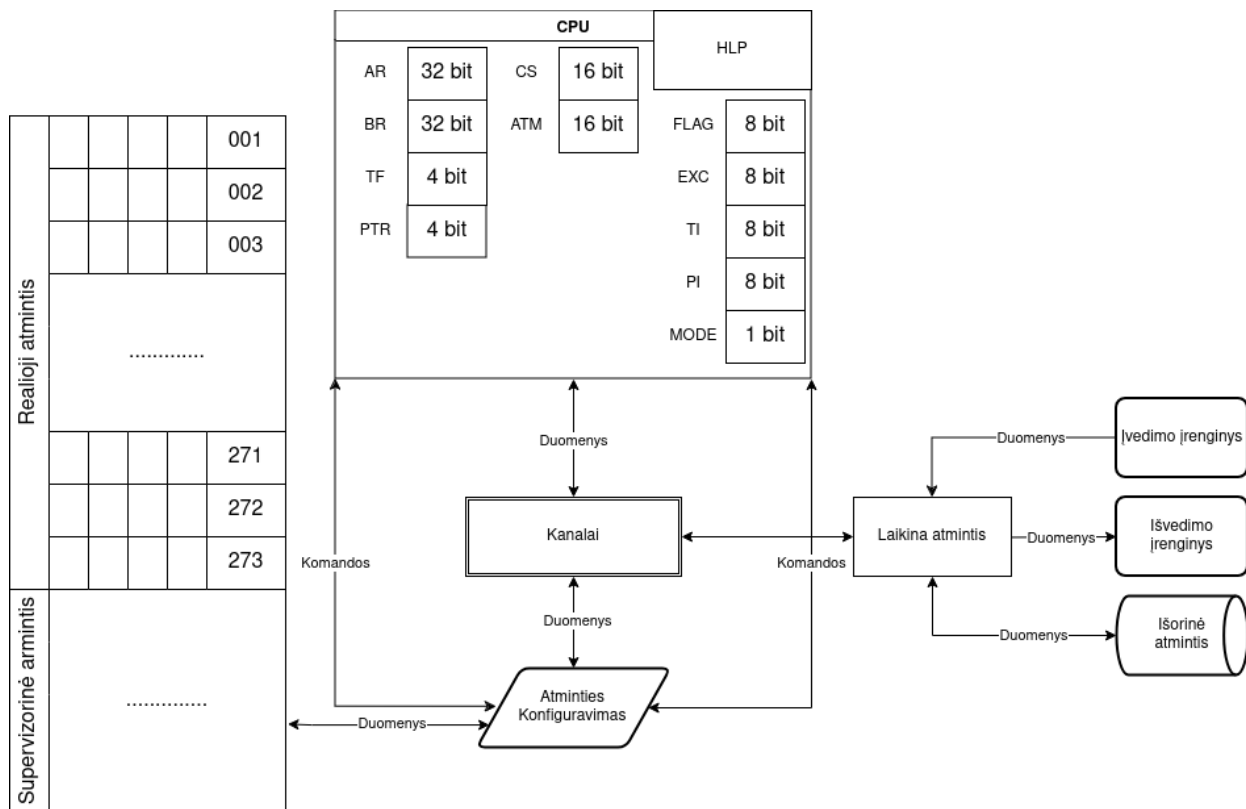 CPU
HLP
AR 32 bit CS 16 bit
BR 32 bit ATM 16 bit FLAG 8 bit
TF 4 bit EXC 8 bit
PTR 4 bit TI 8 bit
PI 8 bit
MODE 1 bit
Realioji atmintis
001
002
003
.............
271
272
273
Supervizorinė armintis
..............
Duomenys
Kanalai
Komandos
Komandos
Duomenys
Atminties
Konfiguravimas
Duomenys
Laikina atmintis
Duomenys
Įvedimo įrenginys
Duomenys
Išvedimo
įrenginys
Duomenys
Išorinė
atmintis